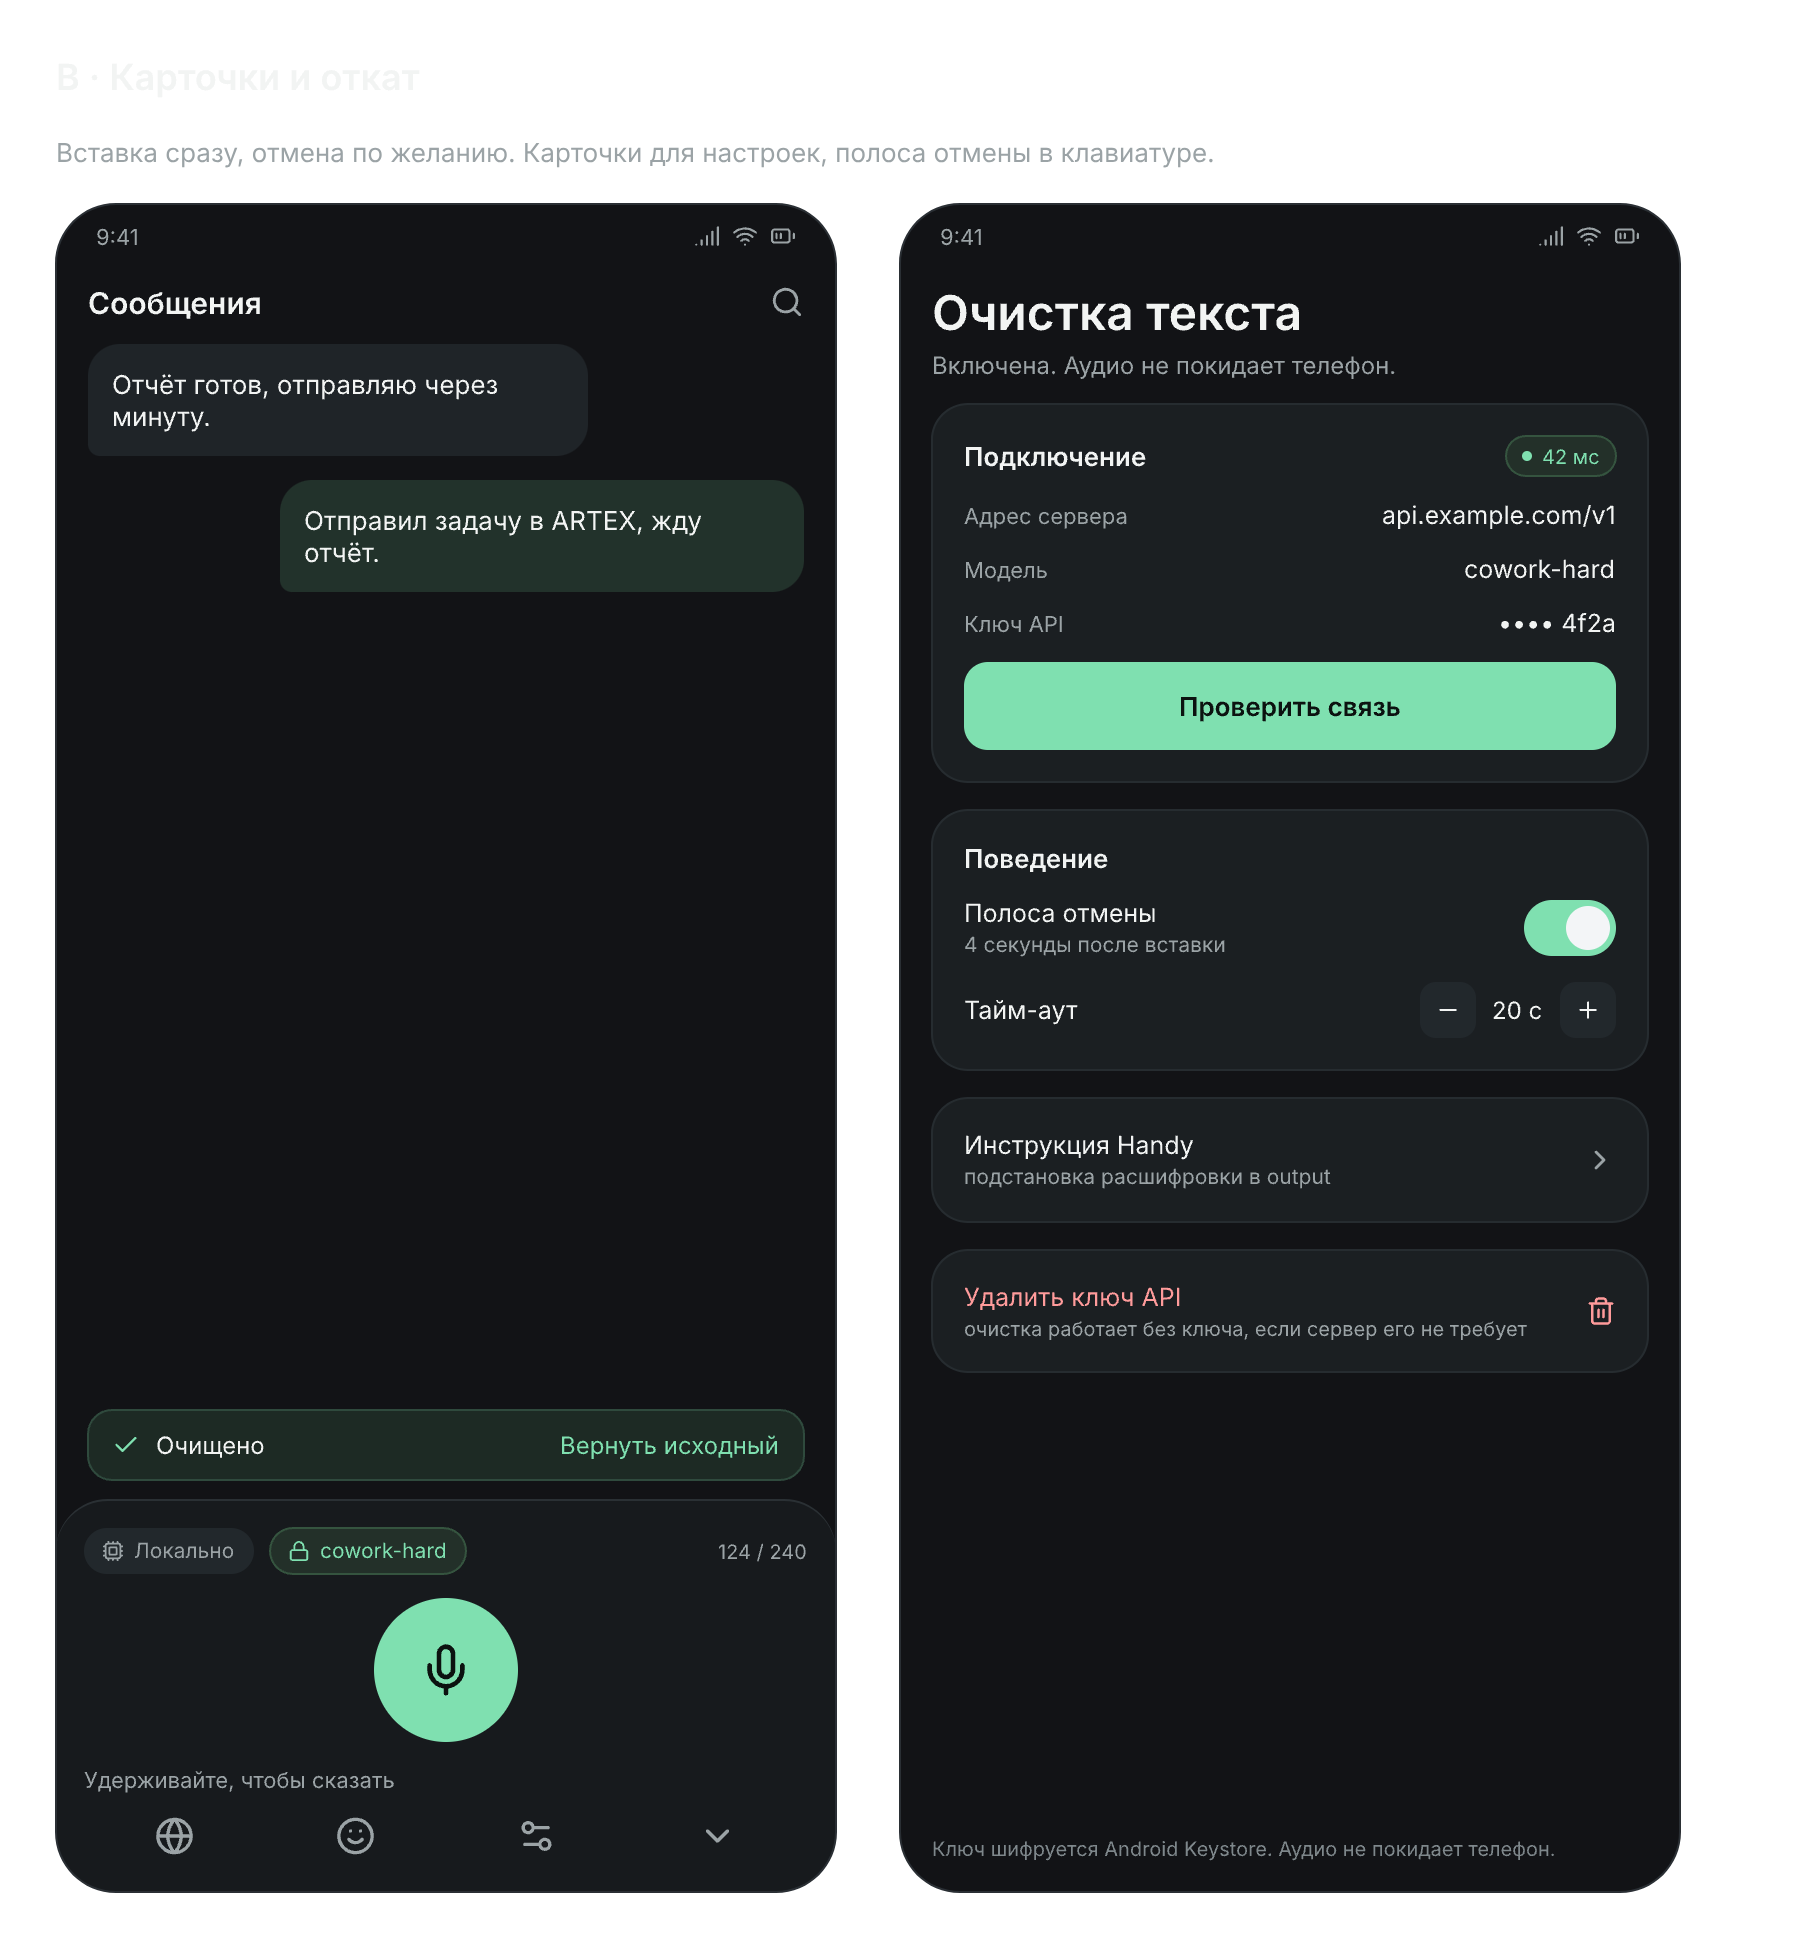 B · Карточки и откат
Вставка сразу, отмена по желанию. Карточки для настроек, полоса отмены в клавиатуре.
9:41
Сообщения
Отчёт готов, отправляю через
минуту.
Отправил задачу в ARTEX, жду
отчёт.
Очищено
Вернуть исходный
Локально
cowork-hard
124 / 240
Удерживайте, чтобы сказать
9:41
Очистка текста
Включена. Аудио не покидает телефон.
Подключение
42 мс
Адрес сервера
api.example.com/v1
Модель
cowork-hard
Ключ API
•••• 4f2a
Проверить связь
Поведение
Полоса отмены
4 секунды после вставки
Тайм-аут
20 с
Инструкция Handy
подстановка расшифровки в output
Удалить ключ API
очистка работает без ключа, если сервер его не требует
Ключ шифруется Android Keystore. Аудио не покидает телефон.